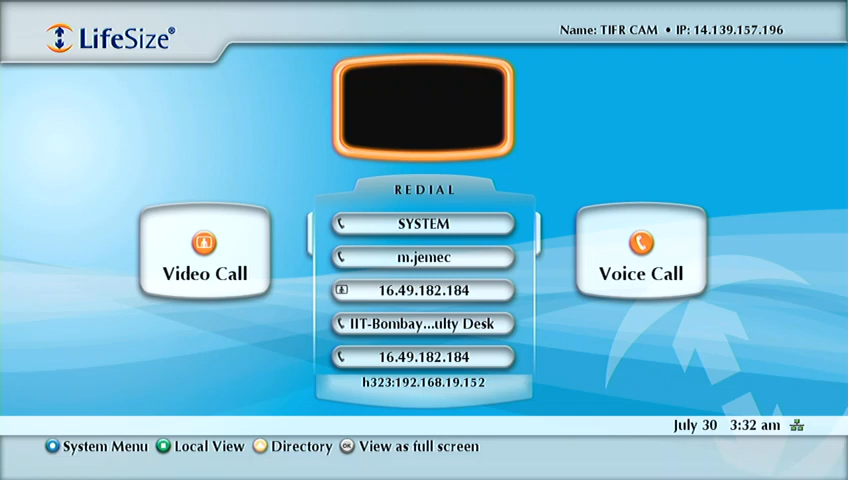 LifeSize®
Name: TIFR CAM • IP: 14.139.157.196
REDIAL
SYSTEM
m.jemec
16.49.182.184
IIT-Bombay...ulty Desk
16.49.182.184
h323:192.168.19.152
Video Call
Voice Call
July 30 3:32 am
System Menu Local View Directory OK View as full screen